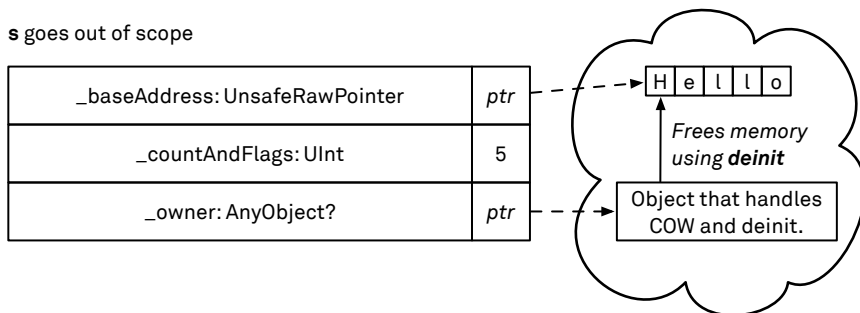 s goes out of scope
_baseAddress: UnsafeRawPointer ptr
H e l l o
_countAndFlags: UInt 5
Frees memory
using deinit
_owner: AnyObject? ptr
Object that handles
COW and deinit.